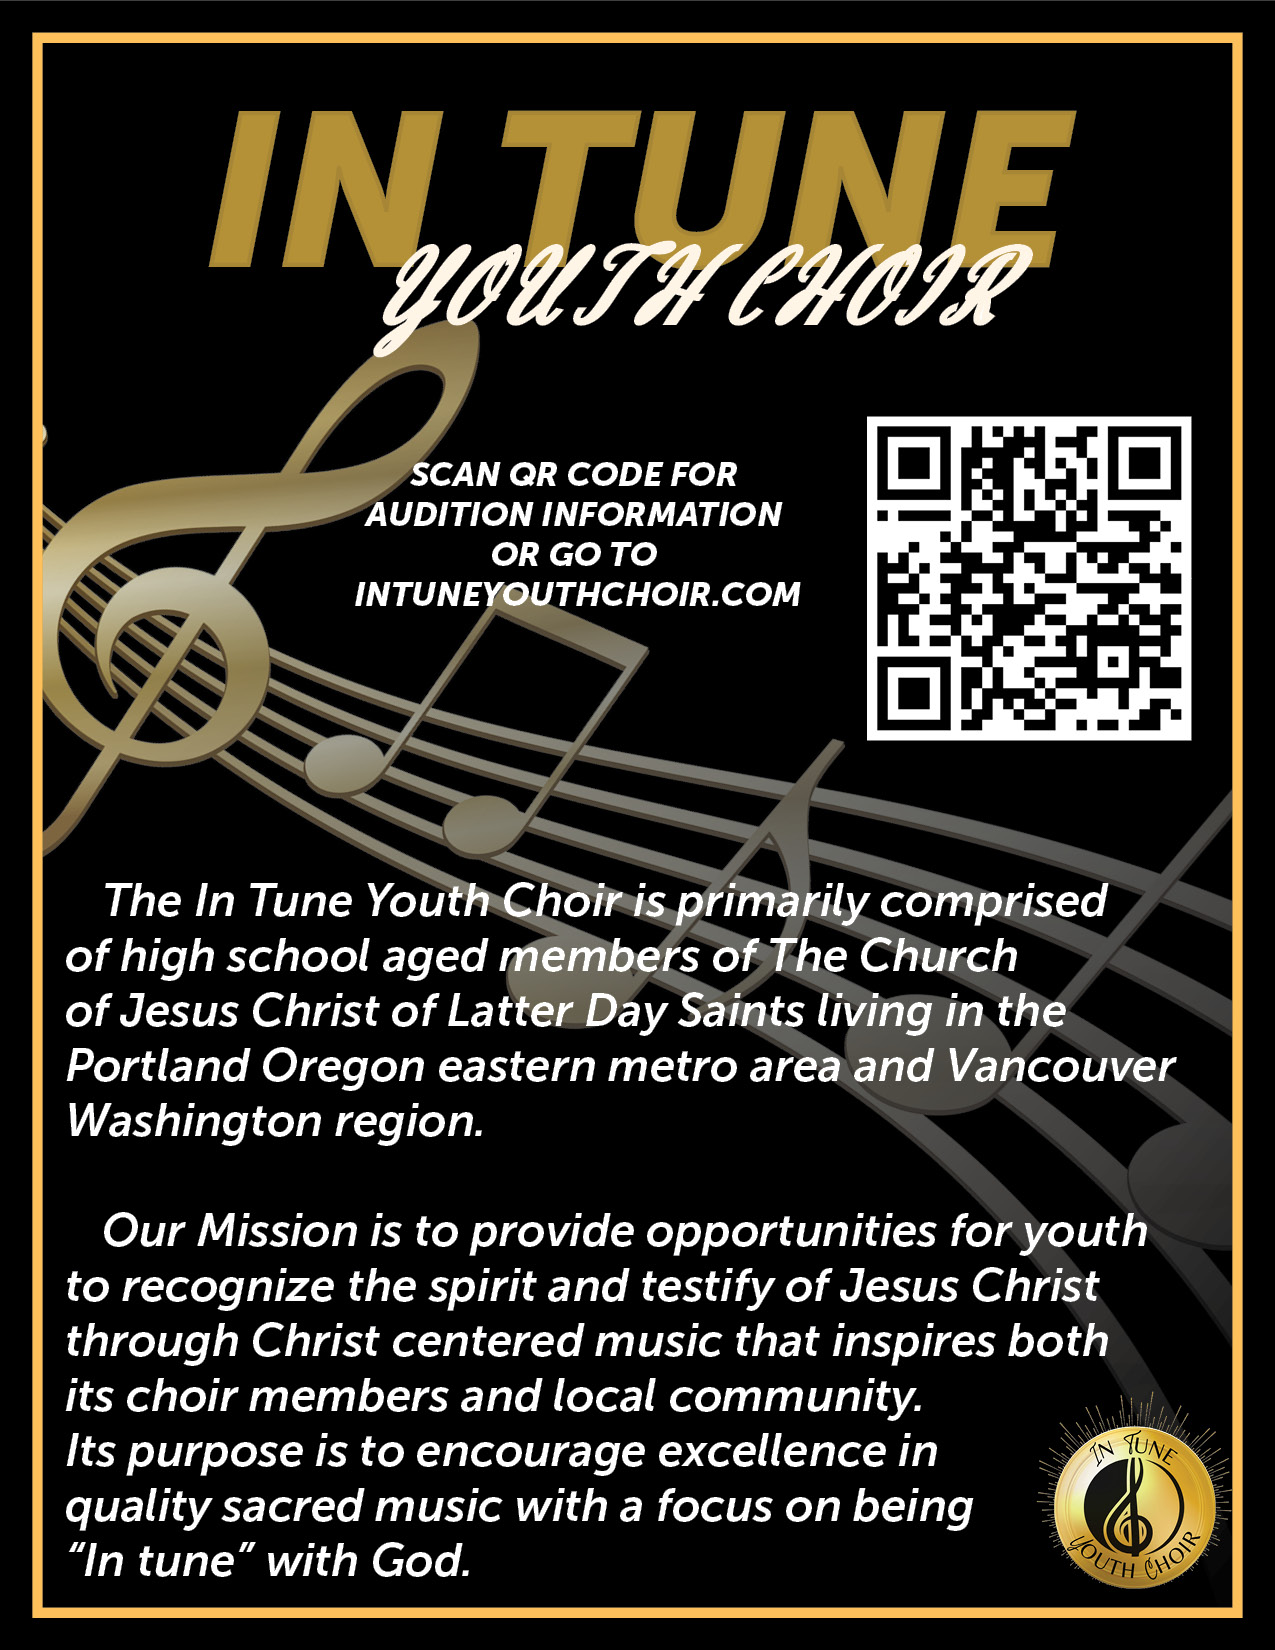 IN TUNE
YOUTH CHOIR
SCAN QR CODE FOR
AUDITION INFORMATION
OR GO TO
INTUNEYOUTHCHOIR.COM
The In Tune Youth Choir is primarily comprised
of high school aged members of The Church
of Jesus Christ of Latter Day Saints living in the
Portland Oregon eastern metro area and Vancouver
Washington region.
Our Mission is to provide opportunities for youth
to recognize the spirit and testify of Jesus Christ
through Christ centered music that inspires both
its choir members and local community.
Its purpose is to encourage excellence in
quality sacred music with a focus on being
“In tune” with God.
In Tune
Youth Choir